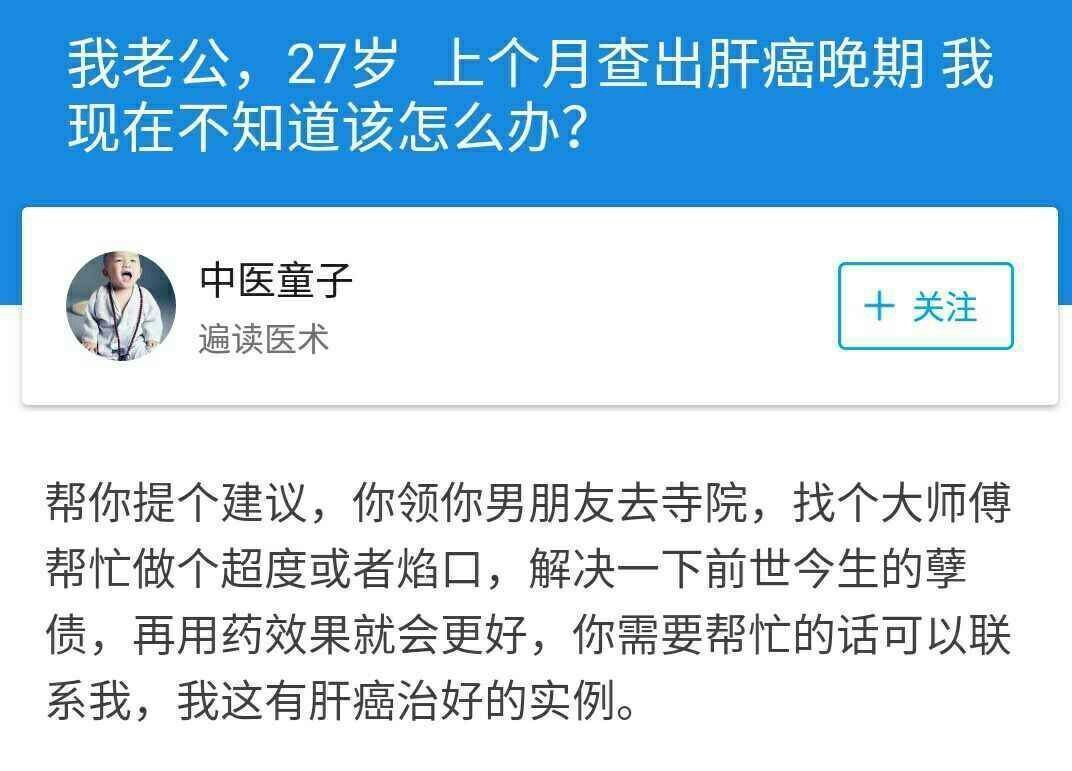 我老公，27岁 上个月查出肝癌晚期 我
现在不知道该怎么办？
中医童子
遍读医术
＋ 关注
帮你提个建议，你领你男朋友去寺院，找个大师傅
帮忙做个超度或者焰口，解决一下前世今生的孽
债，再用药效果就会更好，你需要帮忙的话可以联
系我，我这有肝癌治好的实例。